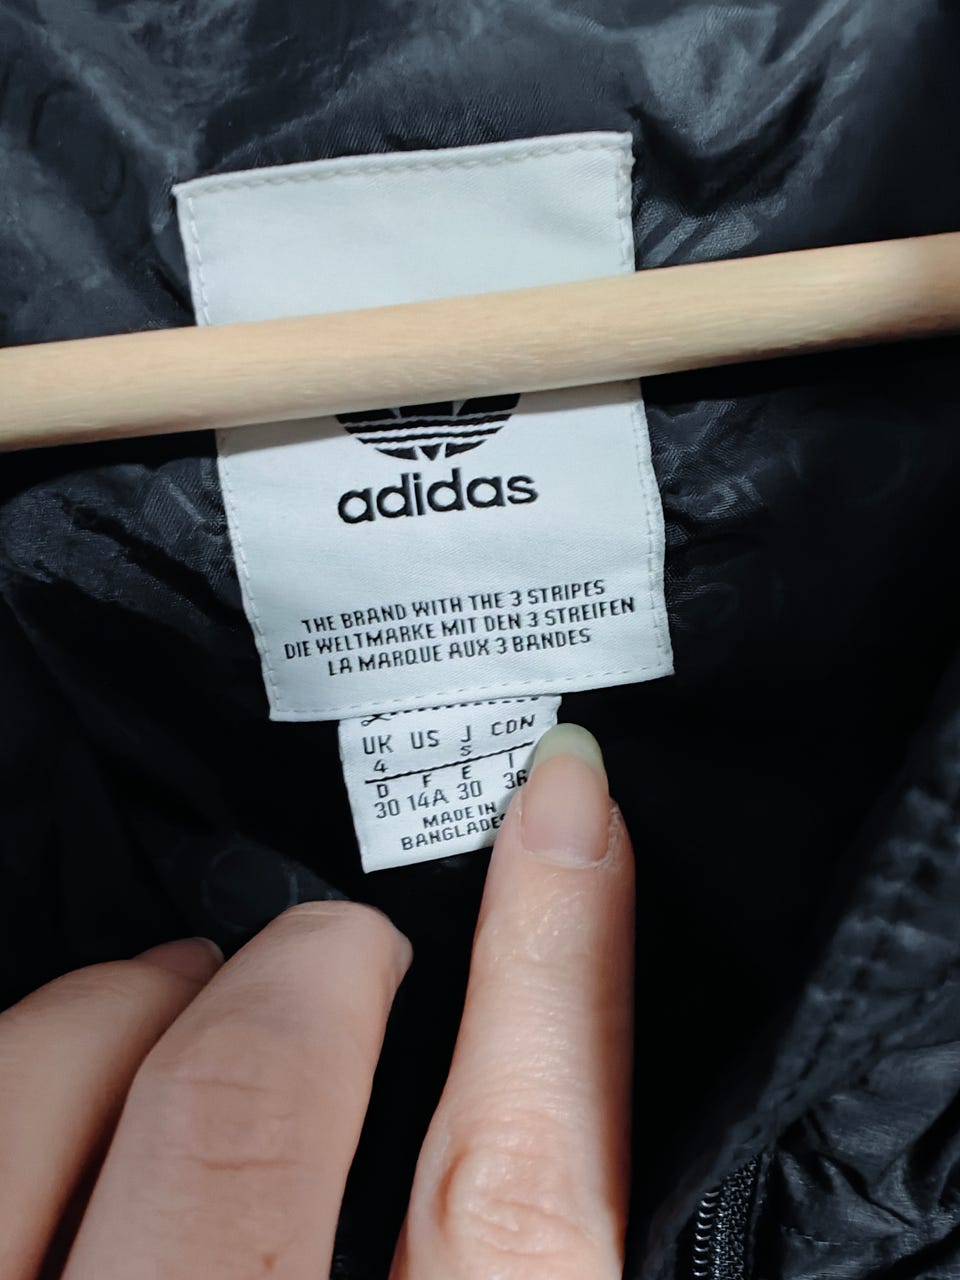 adidas
THE BRAND WITH THE 3 STRIPES
DIE WELTMARKE MIT DEN 3 STREIFEN
LA MARQUE AUX 3 BANDES
UK US J CDN
4 S
D F E I
30 14A 30 36
MADE IN